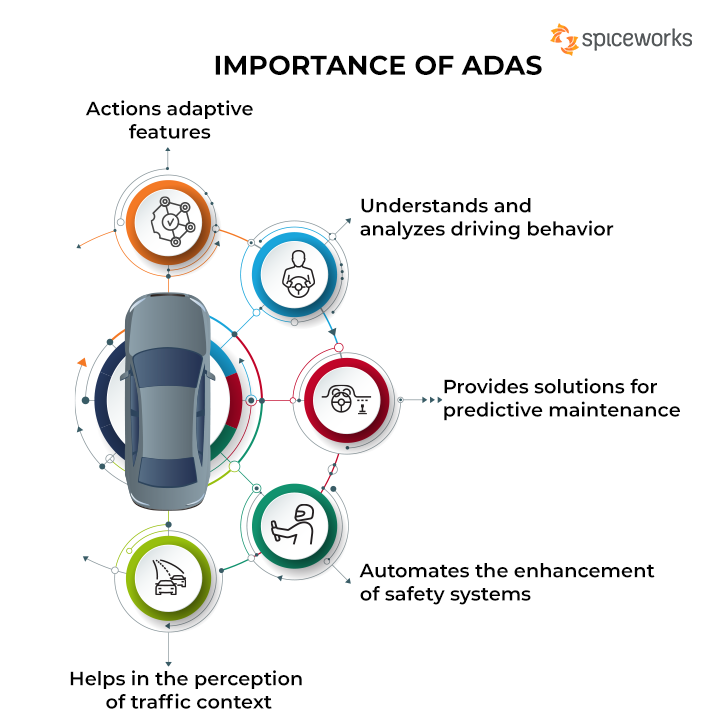 spiceworks
IMPORTANCE OF ADAS
Actions adaptive
features
Understands and
analyzes driving behavior
Provides solutions for
predictive maintenance
Automates the enhancement
of safety systems
Helps in the perception
of traffic context